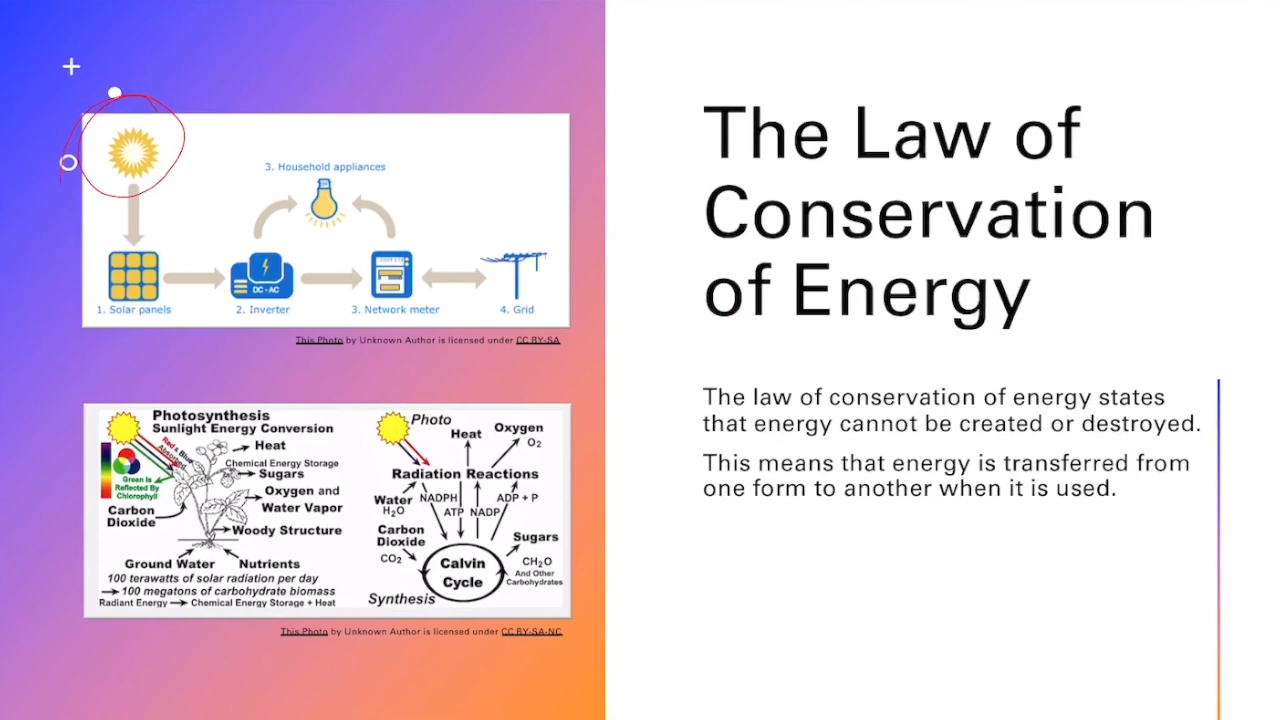 The Law of
Conservation
of Energy
The law of conservation of energy states
that energy cannot be created or destroyed.
This means that energy is transferred from
one form to another when it is used.
3. Household appliances
DC - AC
1. Solar panels
2. Inverter
3. Network meter
4. Grid
This Photo by Unknown Author is licensed under CC BY-SA
Photosynthesis
Sunlight Energy Conversion
Red & Blue
Absorbed
Heat
Chemical Energy Storage
Sugars
Green Is
Reflected By
Chlorophyll
Oxygen and
Water Vapor
Carbon
Dioxide
Woody Structure
Ground Water
Nutrients
100 terawatts of solar radiation per day
100 megatons of carbohydrate biomass
Radiant Energy → Chemical Energy Storage + Heat
Photo
Heat
Oxygen
O₂
Radiation Reactions
Water
H₂O
NADPH
ATP
NADP
ADP + P
Carbon
Dioxide
CO₂
Calvin
Cycle
Sugars
CH₂O
And Other
Carbohydrates
Synthesis
This Photo by Unknown Author is licensed under CC BY-SA-NC